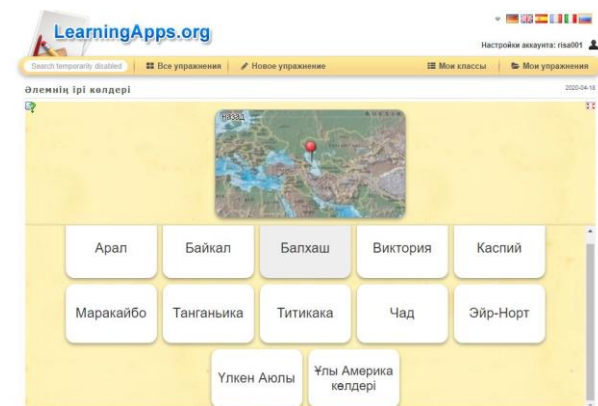 LearningApps.org
Настройки аккаунта: risa001
Search temporarily disabled
Все упражнения
Новое упражнение
Мои классы
Мои упражнения
Әлемнің ірі көлдері
2020-04-18
назад
Арал
Байкал
Балхаш
Виктория
Каспий
Маракайбо
Танганьика
Титикака
Чад
Эйр-Норт
Үлкен Аюлы
Ұлы Америка
көлдері